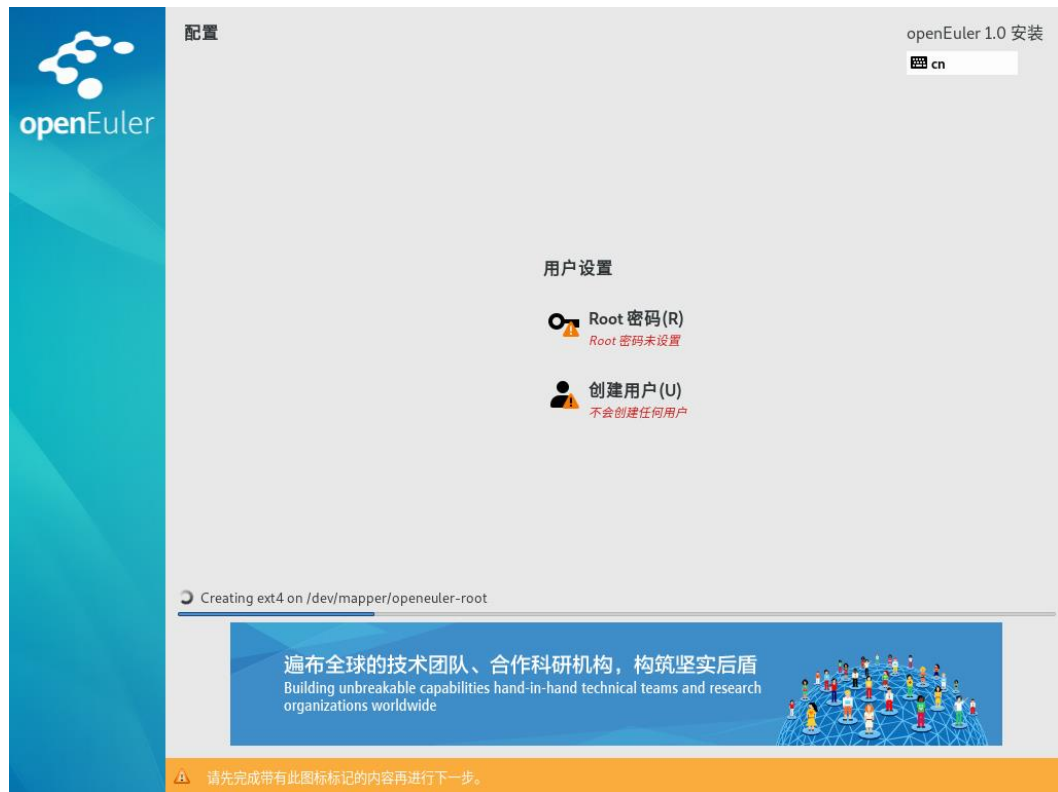 openEuler
配置
openEuler 1.0 安装
cn
用户设置
Root 密码(R)
Root 密码未设置
创建用户(U)
不会创建任何用户
Creating ext4 on /dev/mapper/openeuler-root
遍布全球的技术团队、合作科研机构，构筑坚实后盾
Building unbreakable capabilities hand-in-hand technical teams and research
organizations worldwide
请先完成带有此图标标记的内容再进行下一步。